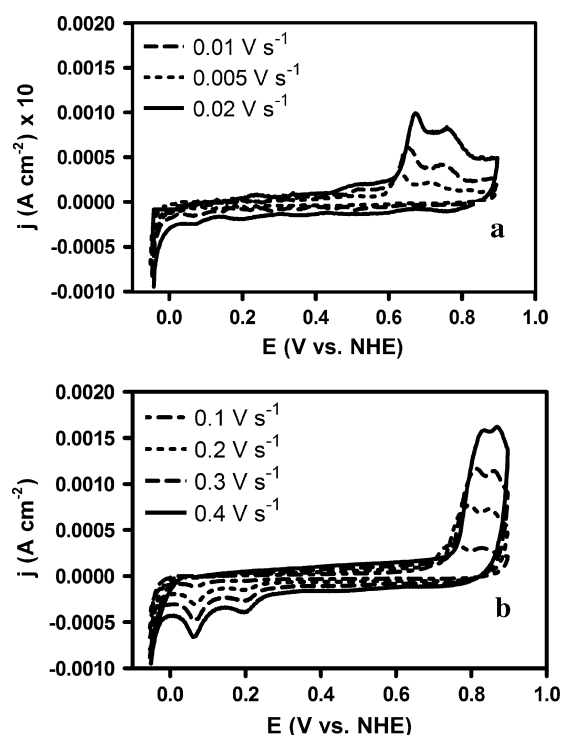 0.0020
0.0015
0.0010
0.0005
0.0000
-0.0005
-0.0010
j (A cm⁻²) x 10
0.01 V s⁻¹
0.005 V s⁻¹
0.02 V s⁻¹
a
0.0 0.2 0.4 0.6 0.8 1.0
E (V vs. NHE)
0.0020
0.0015
0.0010
0.0005
0.0000
-0.0005
-0.0010
j (A cm⁻²)
0.1 V s⁻¹
0.2 V s⁻¹
0.3 V s⁻¹
0.4 V s⁻¹
b
0.0 0.2 0.4 0.6 0.8 1.0
E (V vs. NHE)